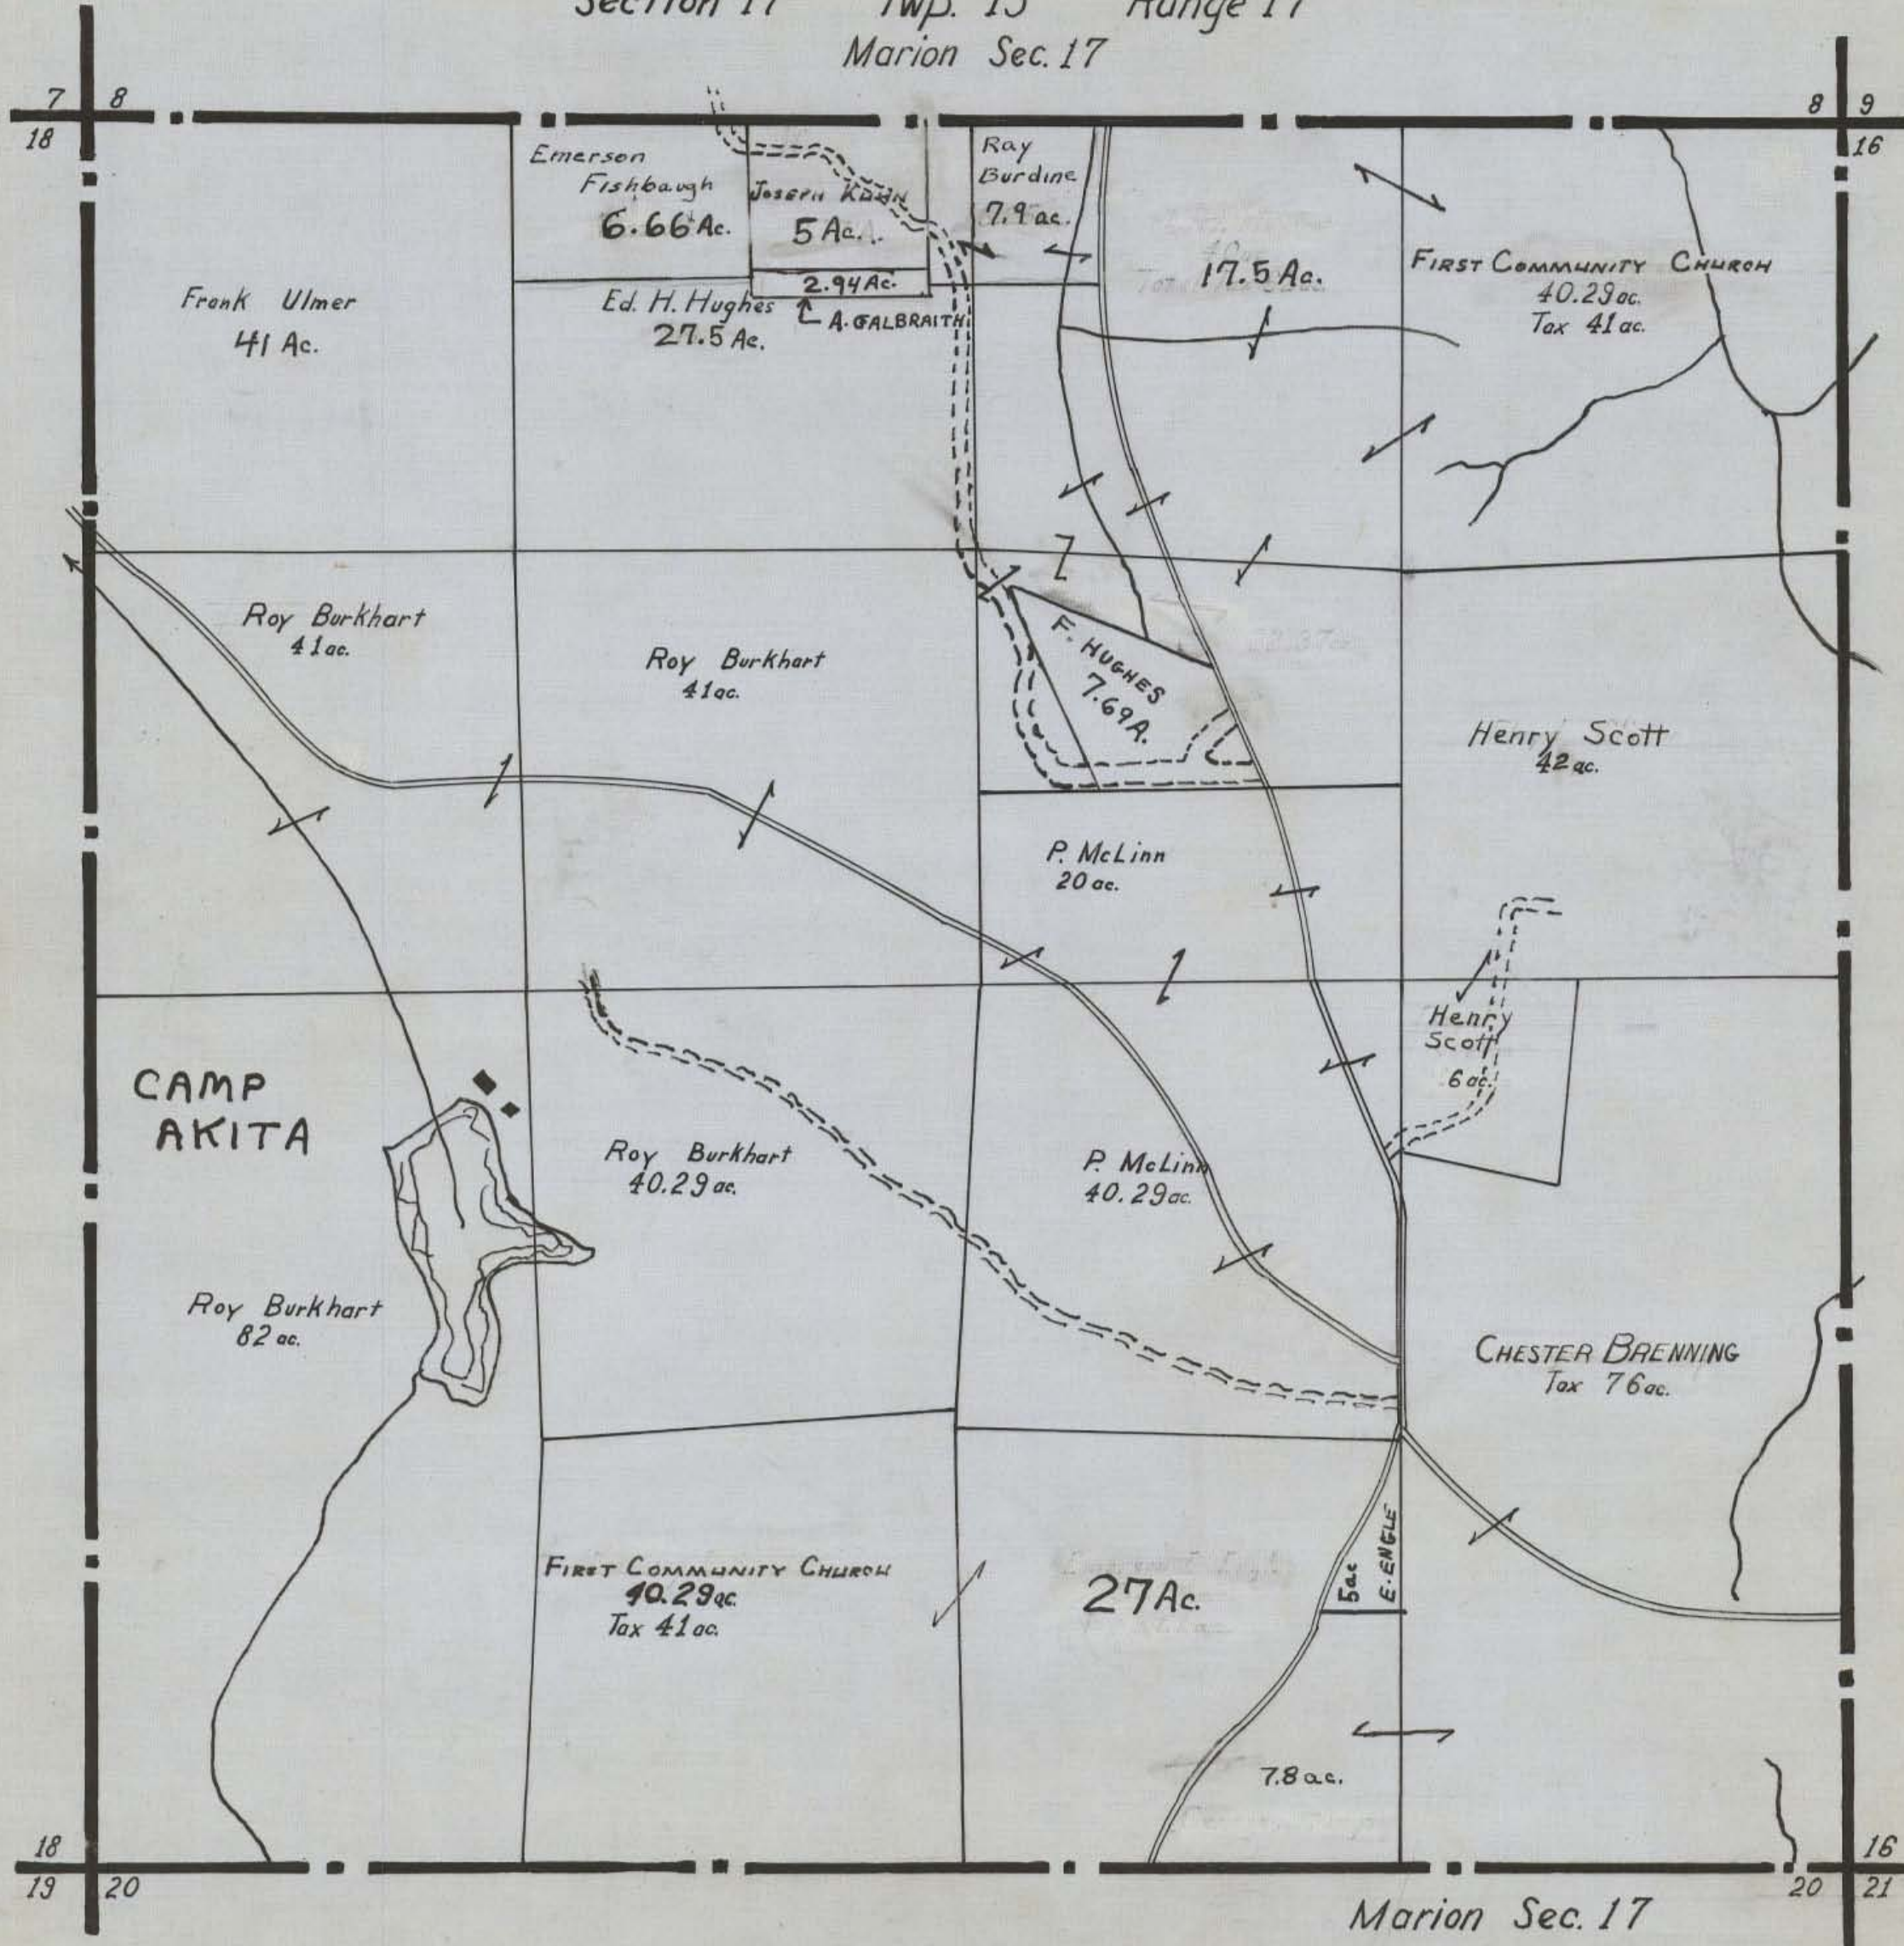 Section 17 Twp. 15 Range 17
Marion Sec. 17
7 8
18
8 9
16
Emerson
Fishbaugh
6.66 Ac.
JOSEPH
5 Ac.
2.94 Ac.
A. GALBRAITH
Ray
Burdine
7.9 ac.
17.5 Ac.
FIRST COMMUNITY CHURCH
40.29 ac.
Tax 41 ac.
Frank Ulmer
41 Ac.
Ed. H. Hughes
27.5 Ac.
Roy Burkhart
41 ac.
Roy Burkhart
41 ac.
F. HUGHES
7.69 A.
Henry Scott
42 ac.
P. McLinn
20 ac.
Henry
Scott
6 ac.
CAMP
AKITA
Roy Burkhart
40.29 ac.
P. McLinn
40.29 ac.
Roy Burkhart
82 ac.
CHESTER BRENNING
Tax 76 ac.
FIRST COMMUNITY CHURCH
40.29 ac.
Tax 41 ac.
27 Ac.
5 ac
E. ENGLE
7.8 ac.
18
19 20
16
20 21
Marion Sec. 17